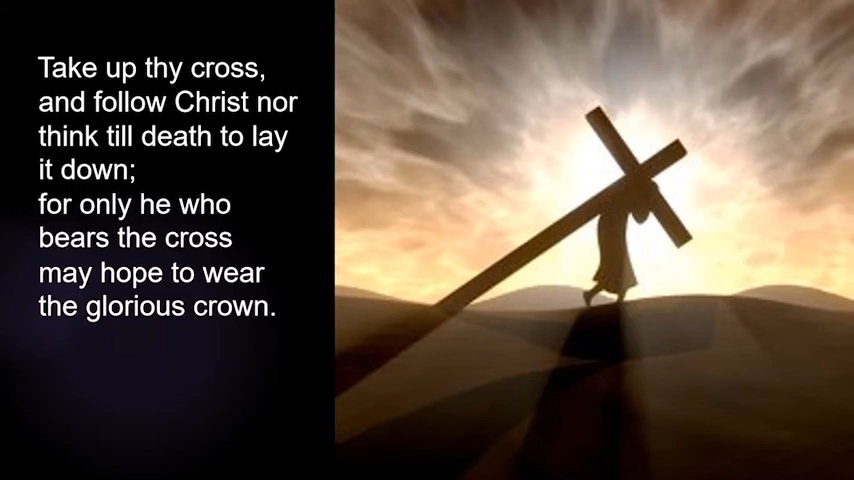 Take up thy cross,
and follow Christ nor
think till death to lay
it down;
for only he who
bears the cross
may hope to wear
the glorious crown.